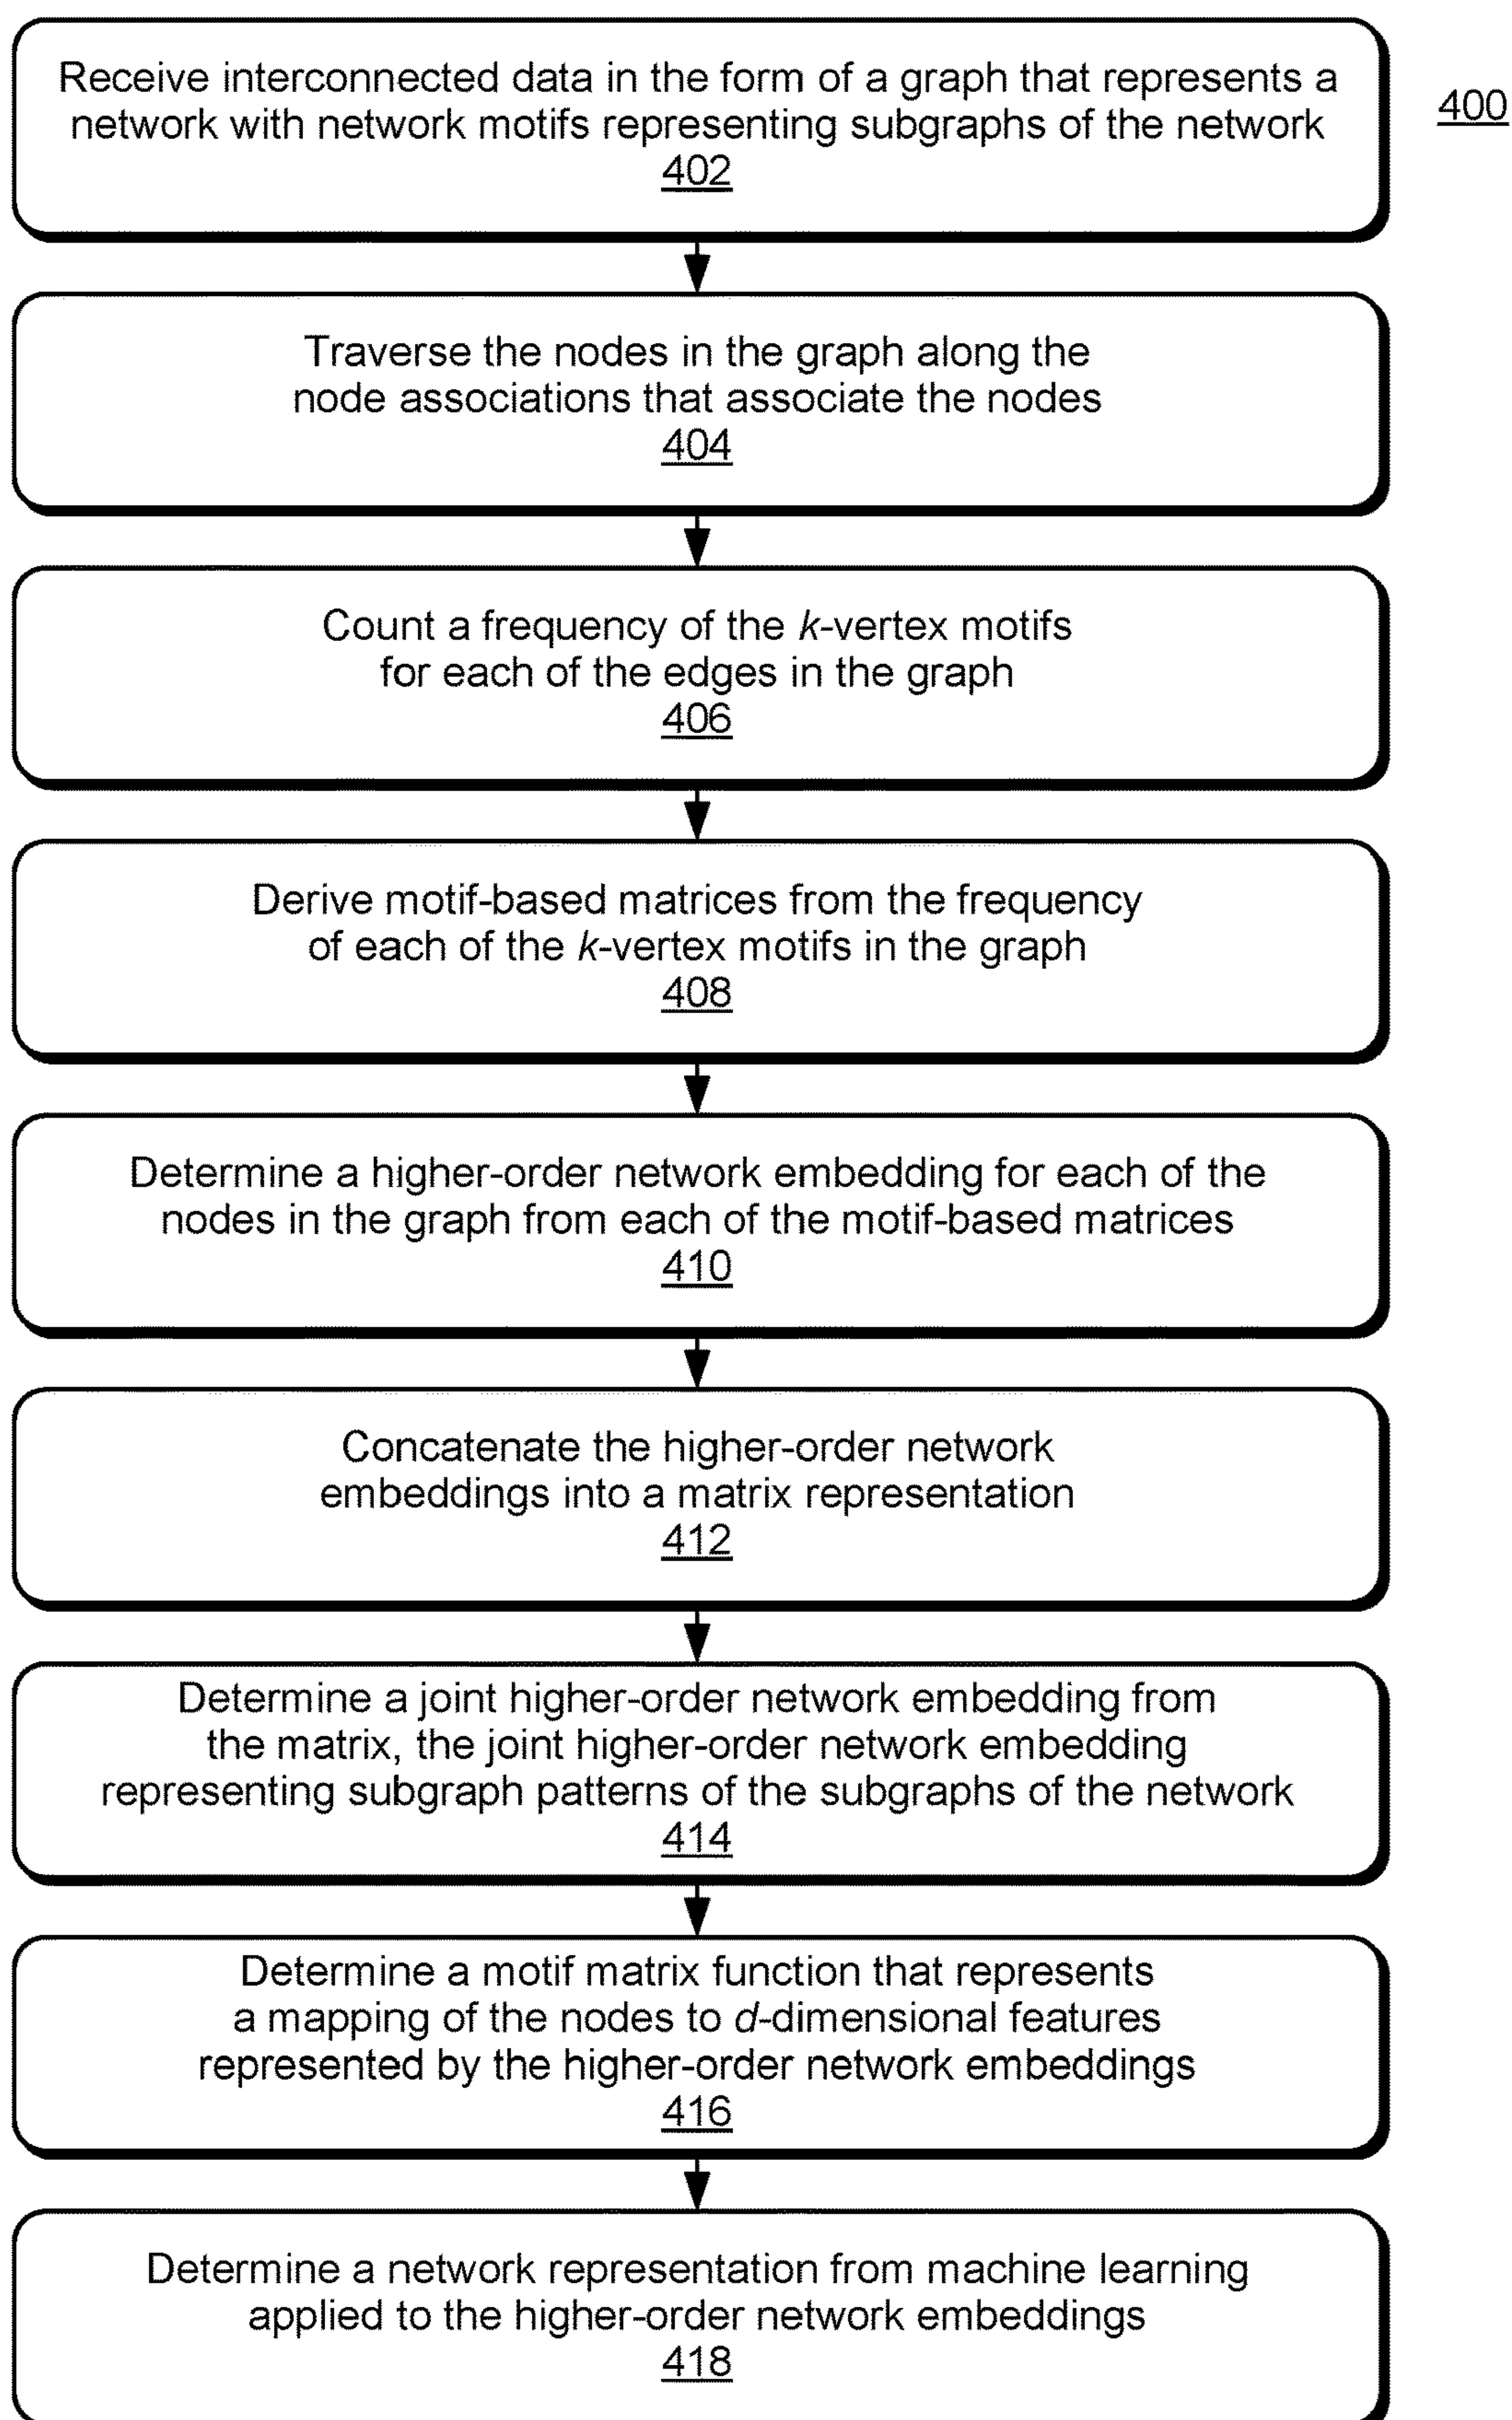 Receive interconnected data in the form of a graph that represents a
network with network motifs representing subgraphs of the network
402
400
Traverse the nodes in the graph along the
node associations that associate the nodes
404
Count a frequency of the k-vertex motifs
for each of the edges in the graph
406
Derive motif-based matrices from the frequency
of each of the k-vertex motifs in the graph
408
Determine a higher-order network embedding for each of the
nodes in the graph from each of the motif-based matrices
410
Concatenate the higher-order network
embeddings into a matrix representation
412
Determine a joint higher-order network embedding from
the matrix, the joint higher-order network embedding
representing subgraph patterns of the subgraphs of the network
414
Determine a motif matrix function that represents
a mapping of the nodes to d-dimensional features
represented by the higher-order network embeddings
416
Determine a network representation from machine learning
applied to the higher-order network embeddings
418